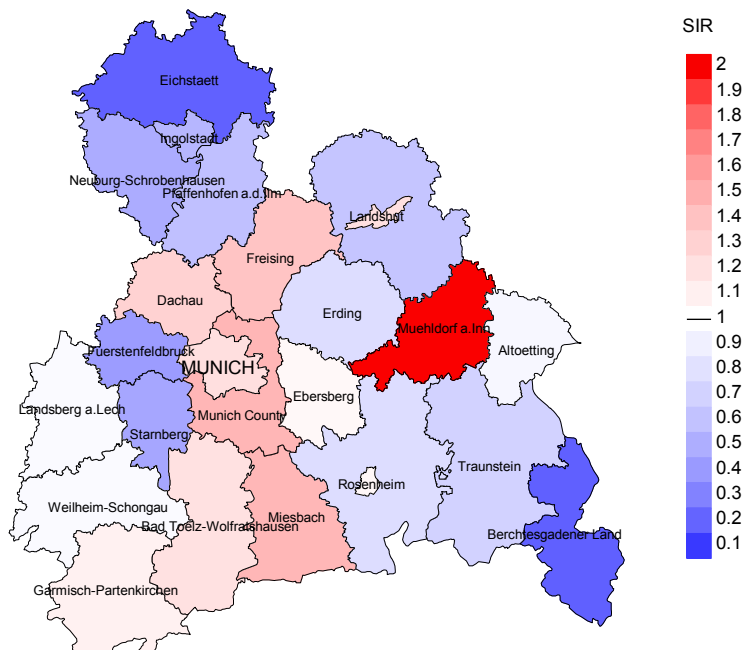 SIR
Eichstaett
2
1.9
1.8
1.7
1.6
1.5
1.4
1.3
1.2
1.1
1
0.9
0.8
0.7
0.6
0.5
0.4
0.3
0.2
0.1
Ingolstadt
Neuburg-Schrobenhausen
Pfaffenhofen a.d.Ilm
Landshut
Freising
Dachau
Erding
Muehldorf a.Inn
Fuerstenfeldbruck
Altoetting
MUNICH
Ebersberg
Landsberg a.Lech
Munich County
Starnberg
Traunstein
Rosenheim
Weilheim-Schongau
Miesbach
Bad Toelz-Wolfratshausen
Berchtesgadener Land
Garmisch-Partenkirchen